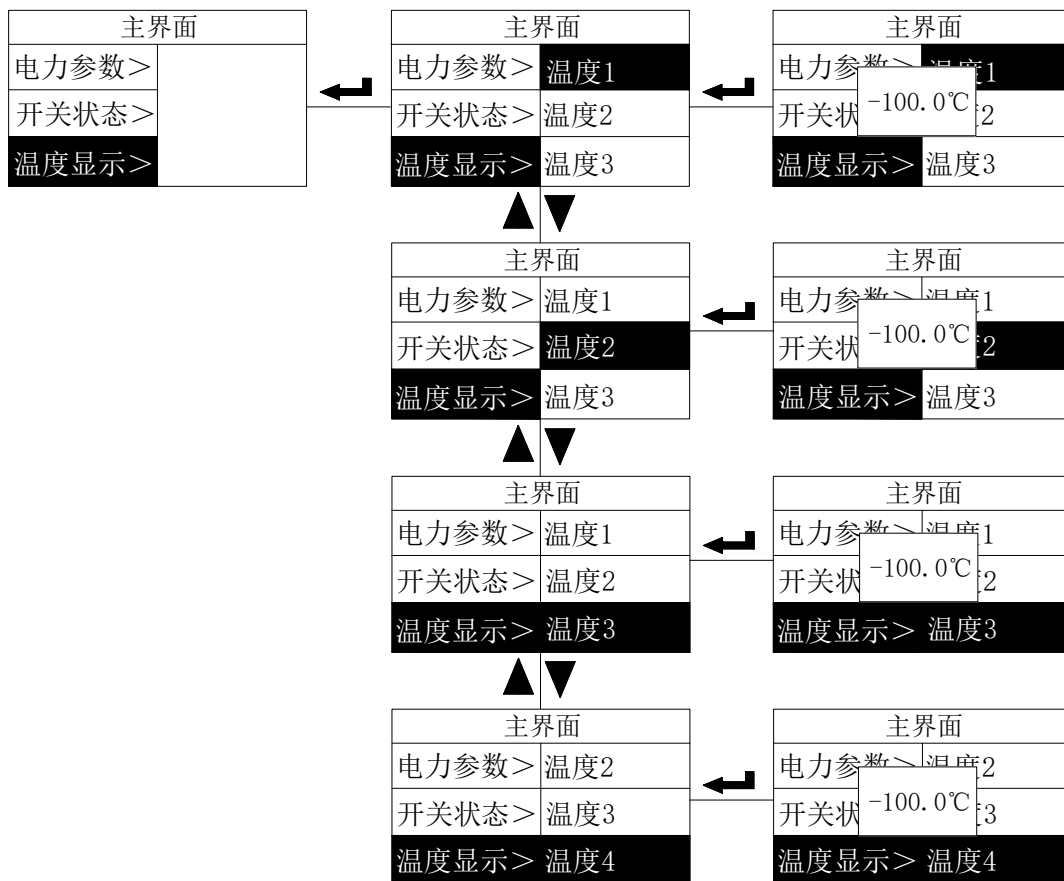 主界面
电力参数＞
开关状态＞
温度显示＞
主界面
电力参数＞ 温度1
开关状态＞ 温度2
温度显示＞ 温度3
主界面
电力参数＞ 温度1
-100.0℃
开关状 2
温度显示＞ 温度3
主界面
电力参数＞ 温度1
开关状态＞ 温度2
温度显示＞ 温度3
主界面
电力参数＞ 温度1
-100.0℃
开关状 2
温度显示＞ 温度3
主界面
电力参数＞ 温度1
开关状态＞ 温度2
温度显示＞ 温度3
主界面
电力参数＞ 温度1
-100.0℃
开关状 2
温度显示＞ 温度3
主界面
电力参数＞ 温度2
开关状态＞ 温度3
温度显示＞ 温度4
主界面
电力参数＞ 温度2
-100.0℃
开关状 3
温度显示＞ 温度4